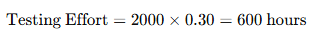 Testing Effort = 2000 × 0.30 = 600 hours